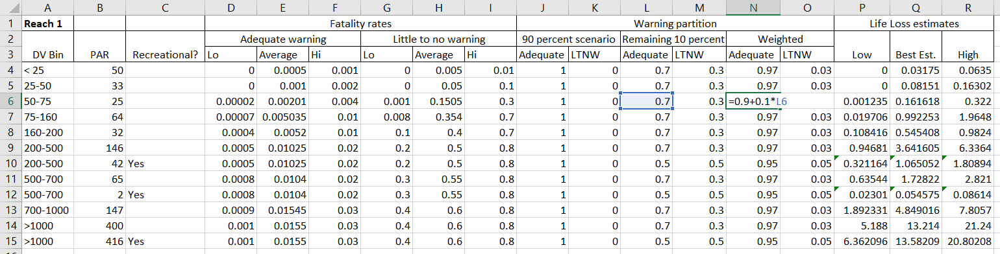 A B C D E F G H I J K L M N O P Q R
1 Reach 1 Fatality rates Warning partition Life Loss estimates
2 Adequate warning Little to no warning 90 percent scenario Remaining 10 percent Weighted
3 DV Bin PAR Recreational? Lo Average Hi Lo Average Hi Adequate LTNW Adequate LTNW Adequate LTNW Low Best Est. High
4 < 25 50 0 0.0005 0.001 0 0.005 0.01 1 0 0.7 0.3 0.97 0.03 0 0.03175 0.0635
5 25-50 33 0 0.001 0.002 0 0.05 0.1 1 0 0.7 0.3 0.97 0.03 0 0.08151 0.16302
6 50-75 25 0.00002 0.00201 0.004 0.001 0.1505 0.3 1 0 0.7 0.3 =0.9+0.1*L6 0.001235 0.161618 0.322
7 75-160 64 0.00007 0.005035 0.01 0.008 0.354 0.7 1 0 0.7 0.3 0.97 0.03 0.019706 0.992253 1.9648
8 160-200 32 0.0004 0.0052 0.01 0.1 0.4 0.7 1 0 0.7 0.3 0.97 0.03 0.108416 0.545408 0.9824
9 200-500 146 0.0005 0.01025 0.02 0.2 0.5 0.8 1 0 0.7 0.3 0.97 0.03 0.94681 3.641605 6.3364
10 200-500 42 Yes 0.0005 0.01025 0.02 0.2 0.5 0.8 1 0 0.5 0.5 0.95 0.05 0.321164 1.065052 1.80894
11 500-700 65 0.0008 0.0104 0.02 0.3 0.55 0.8 1 0 0.7 0.3 0.97 0.03 0.63544 1.72822 2.821
12 500-700 2 Yes 0.0008 0.0104 0.02 0.3 0.55 0.8 1 0 0.5 0.5 0.95 0.05 0.02301 0.054575 0.08614
13 700-1000 147 0.0009 0.01545 0.03 0.4 0.6 0.8 1 0 0.7 0.3 0.97 0.03 1.892331 4.849016 7.8057
14 >1000 400 0.001 0.0155 0.03 0.4 0.6 0.8 1 0 0.7 0.3 0.97 0.03 5.188 13.214 21.24
15 >1000 416 Yes 0.001 0.0155 0.03 0.4 0.6 0.8 1 0 0.5 0.5 0.95 0.05 6.362096 13.58209 20.80208